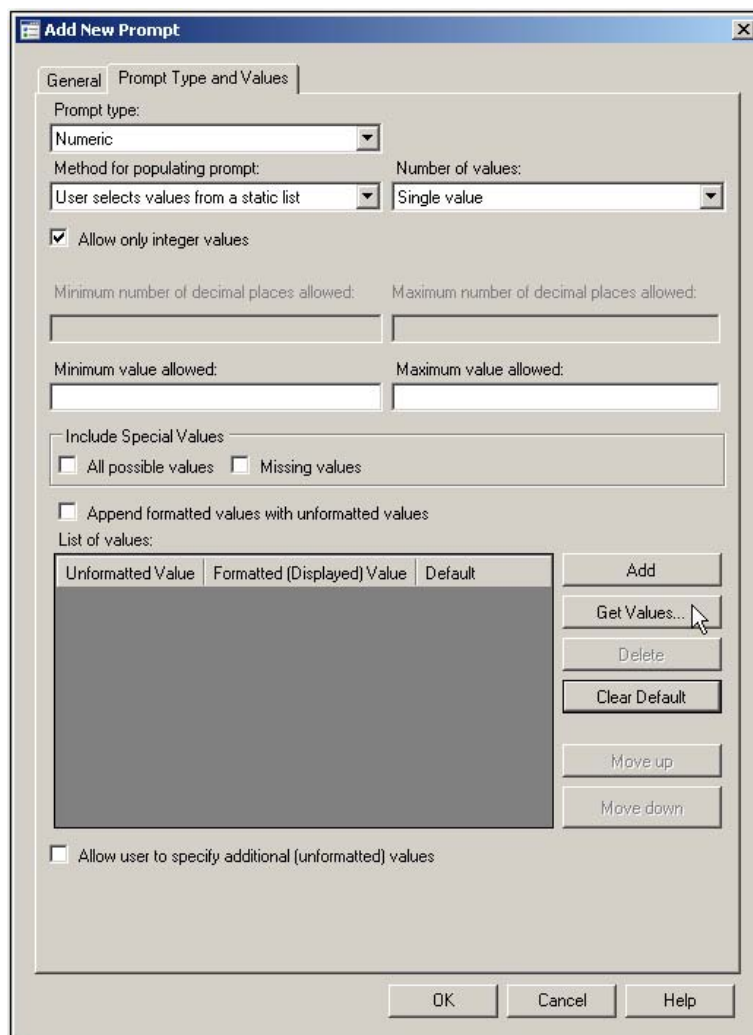 Add New Prompt
General Prompt Type and Values
Prompt type:
Numeric
Method for populating prompt: Number of values:
User selects values from a static list Single value
Allow only integer values
Minimum number of decimal places allowed: Maximum number of decimal places allowed:
Minimum value allowed: Maximum value allowed:
Include Special Values
All possible values Missing values
Append formatted values with unformatted values
List of values:
Unformatted Value Formatted (Displayed) Value Default
Add
Get Values...
Delete
Clear Default
Move up
Move down
Allow user to specify additional (unformatted) values
OK Cancel Help